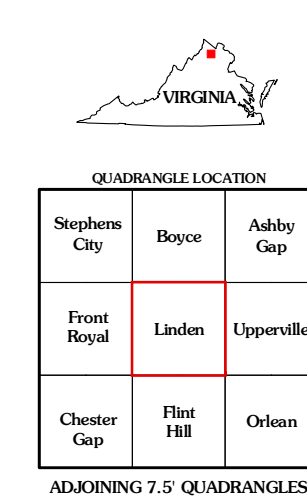 VIRGINIA
QUADRANGLE LOCATION
Stephens
City
Boyce
Ashby
Gap
Front
Royal
Linden
Upperville
Chester
Gap
Flint
Hill
Orlean
ADJOINING 7.5' QUADRANGLES